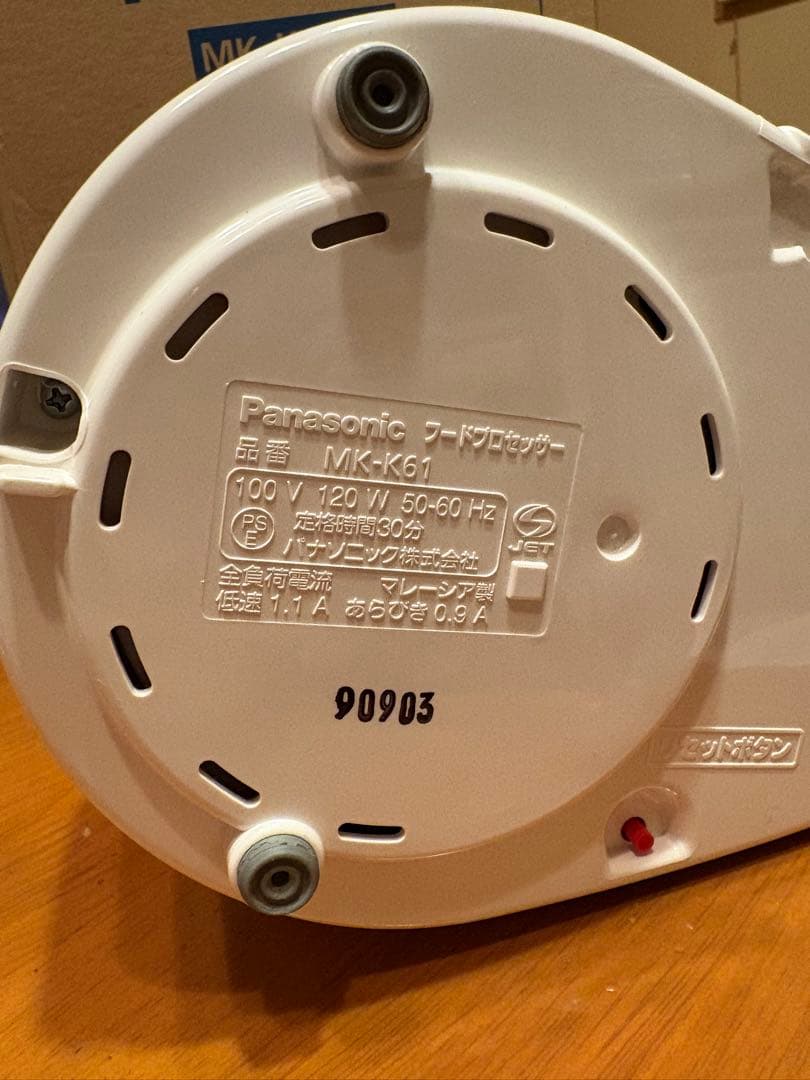 MK-K
Panasonic フードプロセッサー
品番 MK-K61
100 V 120 W 50-60 Hz
PS E 定格時間30分
パナソニック株式会社
JET
全負荷電流 マレーシア製
低速 1.1 A あらびき 0.9 A
90903
リセットボタン